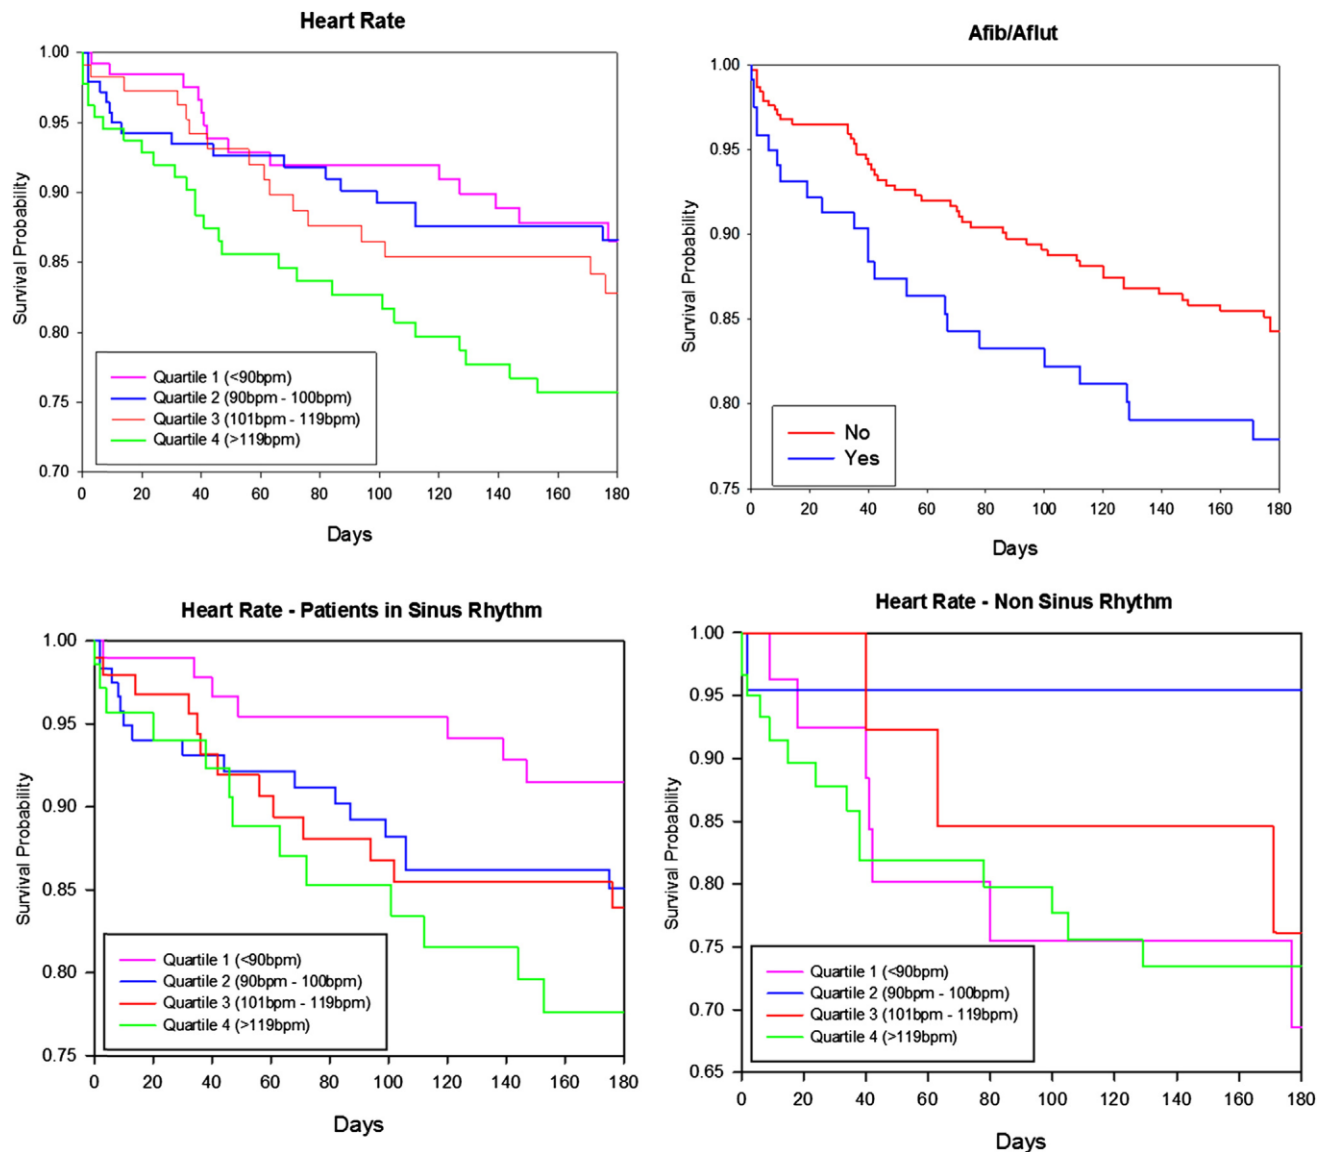 Heart Rate
1.00
0.95
0.90
0.85
0.80
0.75
0.70
Survival Probability
Quartile 1 (<90bpm)
Quartile 2 (90bpm - 100bpm)
Quartile 3 (101bpm - 119bpm)
Quartile 4 (>119bpm)
0 20 40 60 80 100 120 140 160 180
Days
Afib/Aflut
1.00
0.95
0.90
0.85
0.80
0.75
Survival Probability
No
Yes
0 20 40 60 80 100 120 140 160 180
Days
Heart Rate - Patients in Sinus Rhythm
1.00
0.95
0.90
0.85
0.80
0.75
Survival Probability
Quartile 1 (<90bpm)
Quartile 2 (90bpm - 100bpm)
Quartile 3 (101bpm - 119bpm)
Quartile 4 (>119bpm)
0 20 40 60 80 100 120 140 160 180
Days
Heart Rate - Non Sinus Rhythm
1.00
0.95
0.90
0.85
0.80
0.75
0.70
0.65
Survival Probability
Quartile 1 (<90bpm)
Quartile 2 (90bpm - 100bpm)
Quartile 3 (101bpm - 119bpm)
Quartile 4 (>119bpm)
0 20 40 60 80 100 120 140 160 180
Days